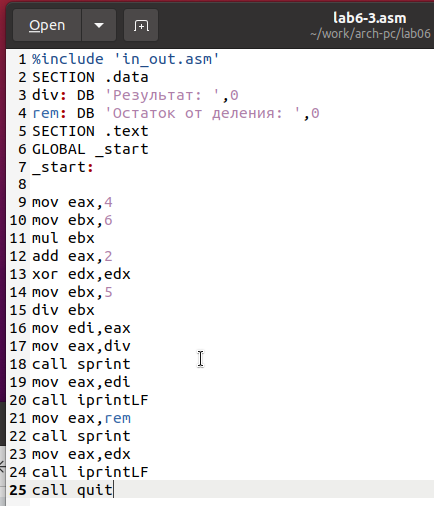 Open
lab6-3.asm
~/work/arch-pc/lab06
1 %include 'in_out.asm'
2 SECTION .data
3 div: DB 'Результат: ',0
4 rem: DB 'Остаток от деления: ',0
5 SECTION .text
6 GLOBAL _start
7 _start:
8
9 mov eax,4
10 mov ebx,6
11 mul ebx
12 add eax,2
13 xor edx,edx
14 mov ebx,5
15 div ebx
16 mov edi,eax
17 mov eax,div
18 call sprint
19 mov eax,edi
20 call iprintLF
21 mov eax,rem
22 call sprint
23 mov eax,edx
24 call iprintLF
25 call quit